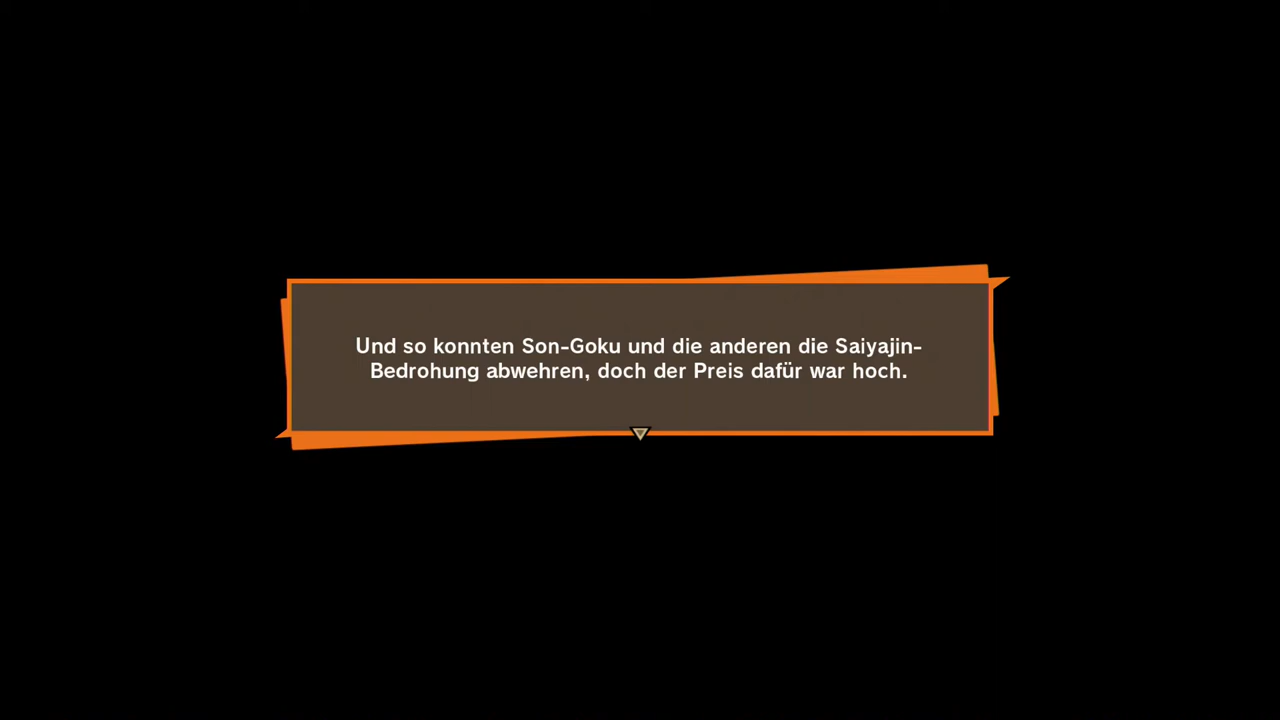 Und so konnten Son-Goku und die anderen die Saiyajin-
Bedrohung abwehren, doch der Preis dafür war hoch.